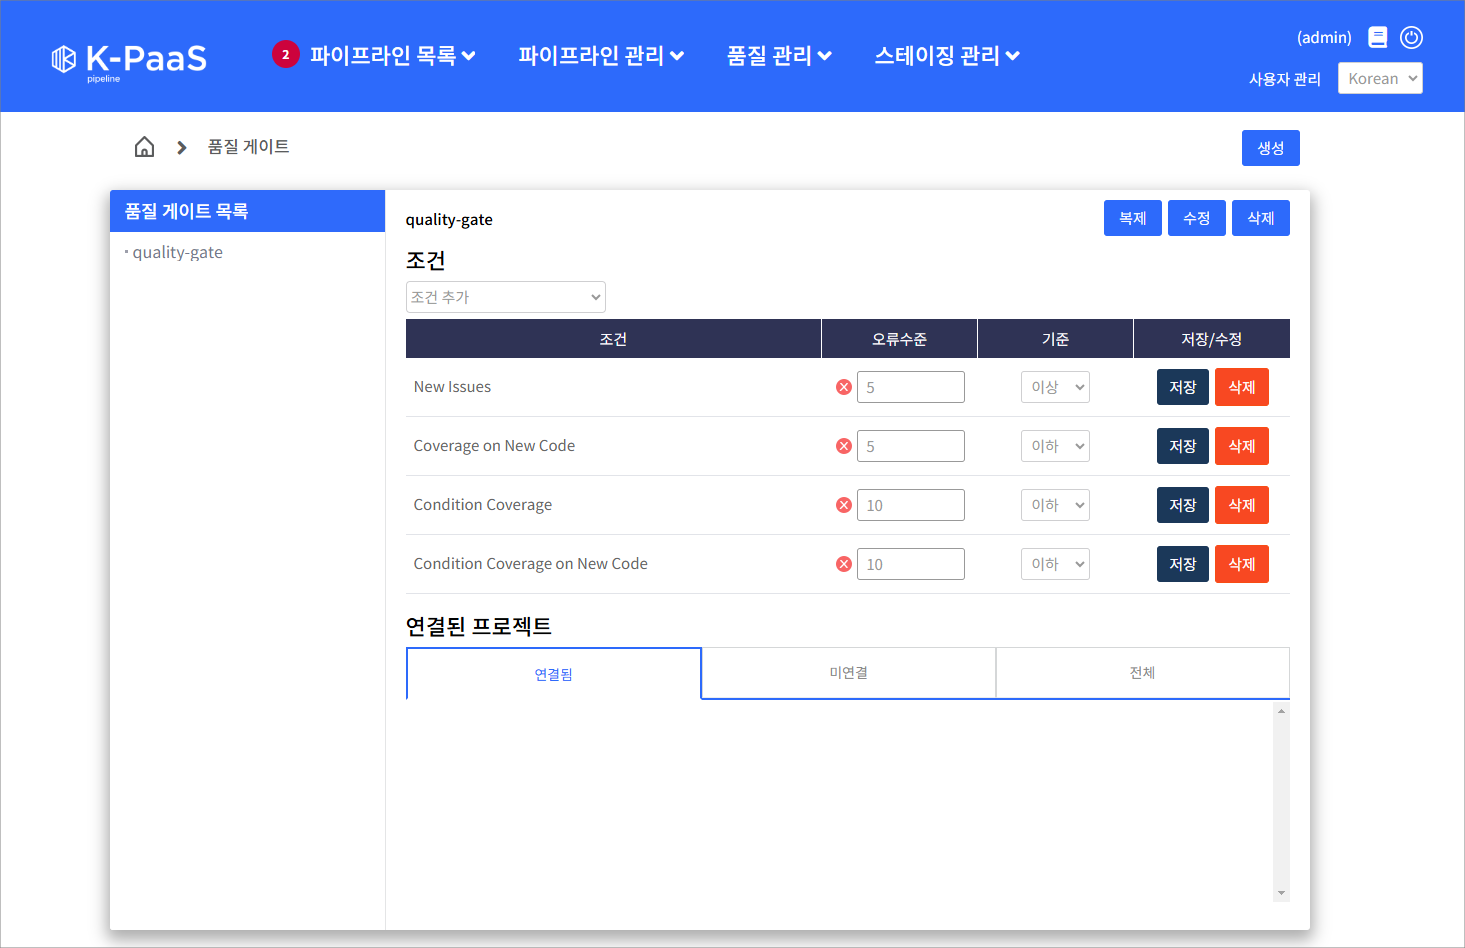 K-PaaS
pipeline
2 파이프라인 목록 파이프라인 관리 품질 관리 스테이징 관리
(admin)
사용자 관리 Korean
품질 게이트
생성
품질 게이트 목록
· quality-gate
quality-gate
복제 수정 삭제
조건
조건 추가
조건 오류수준 기준 저장/수정
New Issues 5 이상 저장 삭제
Coverage on New Code 5 이하 저장 삭제
Condition Coverage 10 이하 저장 삭제
Condition Coverage on New Code 10 이하 저장 삭제
연결된 프로젝트
연결됨 미연결 전체